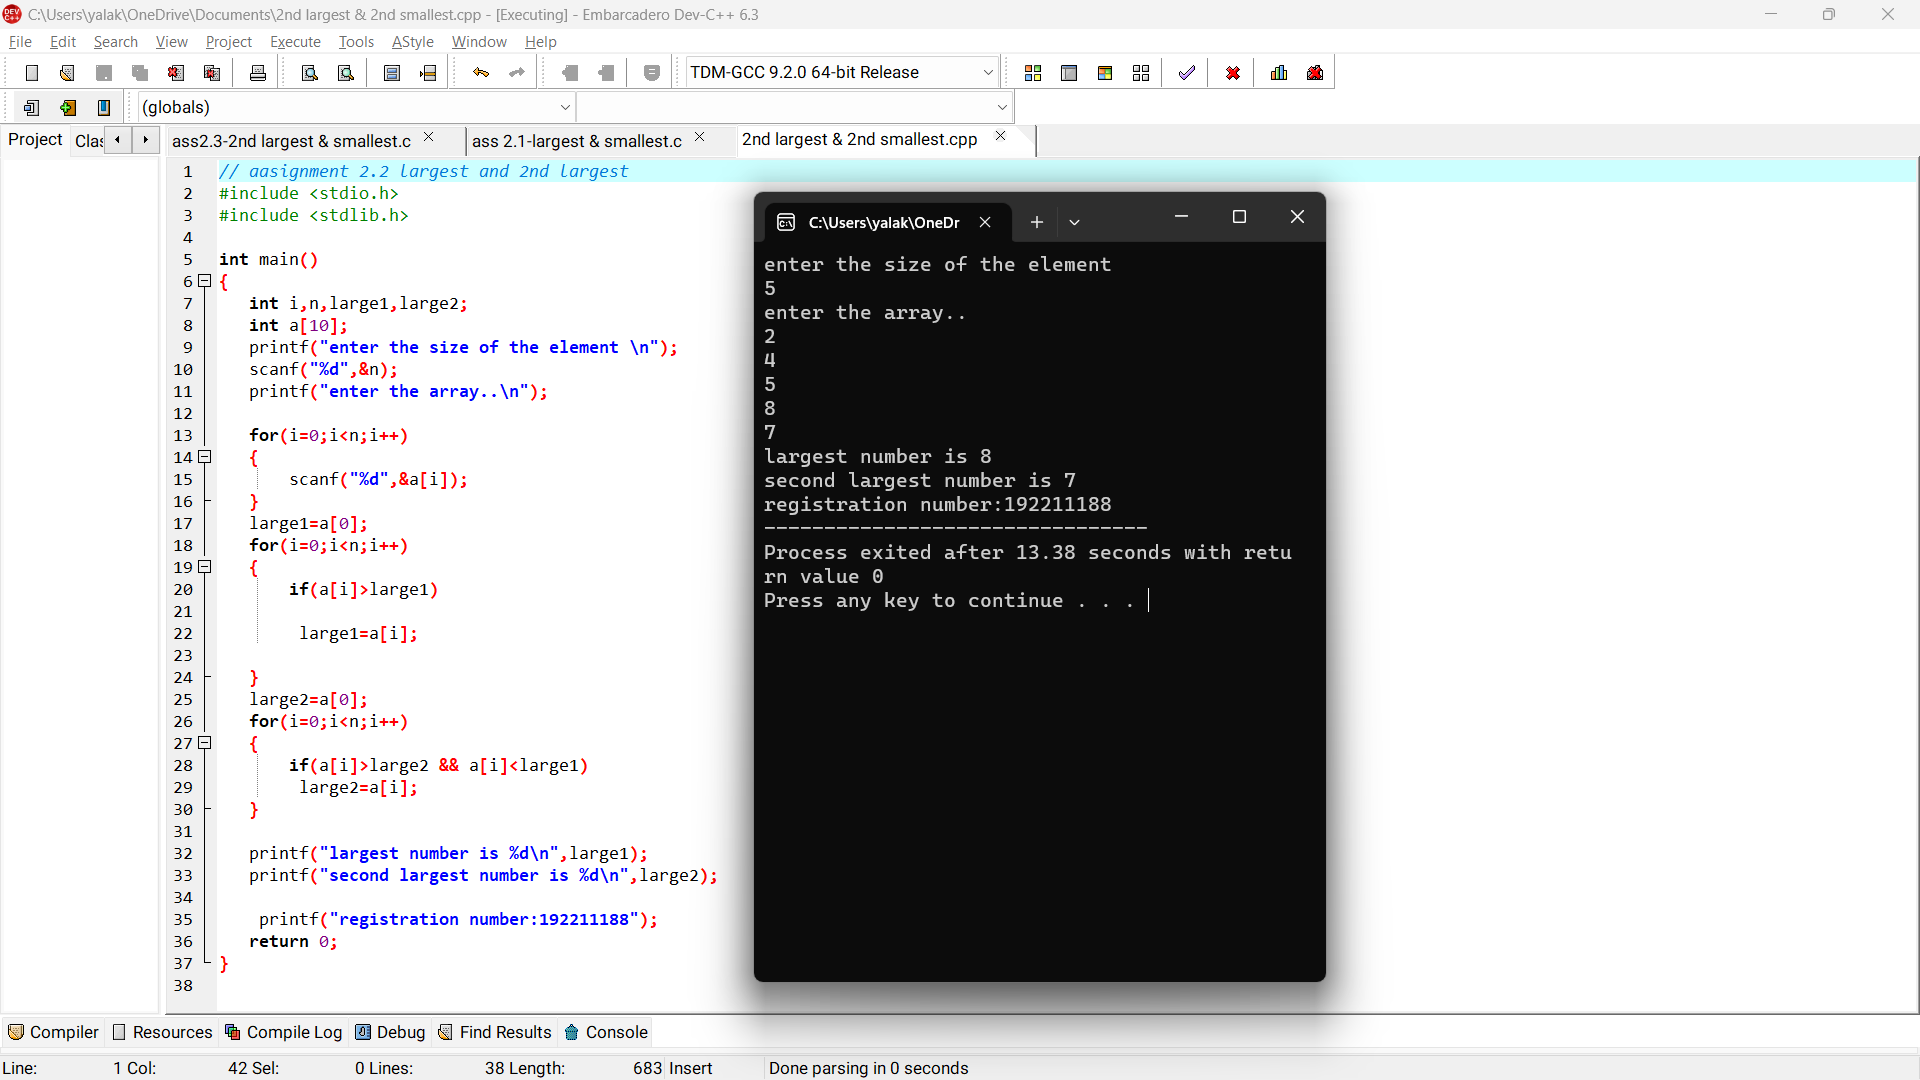 C:\Users\yalak\OneDrive\Documents\2nd largest & 2nd smallest.cpp - [Executing] - Embarcadero Dev-C++ 6.3
File Edit Search View Project Execute Tools AStyle Window Help
TDM-GCC 9.2.0 64-bit Release
(globals)
Project Clas
ass2.3-2nd largest & smallest.c
ass 2.1-largest & smallest.c
2nd largest & 2nd smallest.cpp
1 // aasignment 2.2 largest and 2nd largest
2 #include <stdio.h>
3 #include <stdlib.h>
4
5 int main()
6 {
7 int i,n,large1,large2;
8 int a[10];
9 printf("enter the size of the element \n");
10 scanf("%d",&n);
11 printf("enter the array..\n");
12
13 for(i=0;i<n;i++)
14 {
15 scanf("%d",&a[i]);
16 }
17 large1=a[0];
18 for(i=0;i<n;i++)
19 {
20 if(a[i]>large1)
21
22 large1=a[i];
23
24 }
25 large2=a[0];
26 for(i=0;i<n;i++)
27 {
28 if(a[i]>large2 && a[i]<large1)
29 large2=a[i];
30 }
31
32 printf("largest number is %d\n",large1);
33 printf("second largest number is %d\n",large2);
34
35 printf("registration number:192211188");
36 return 0;
37 }
38
C:\Users\yalak\OneDr
enter the size of the element
5
enter the array..
2
4
5
8
7
largest number is 8
second largest number is 7
registration number:192211188
--------------------------------
Process exited after 13.38 seconds with retu
rn value 0
Press any key to continue . . .
Compiler Resources Compile Log Debug Find Results Console
Line: 1 Col: 42 Sel: 0 Lines: 38 Length: 683 Insert Done parsing in 0 seconds